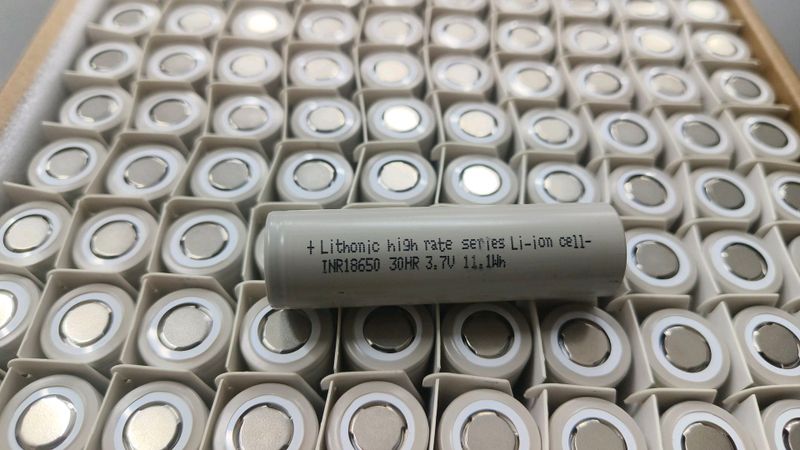 + Lithonic high rate series Li-ion cell-
INR18650 30HR 3.7V 11.1Wh